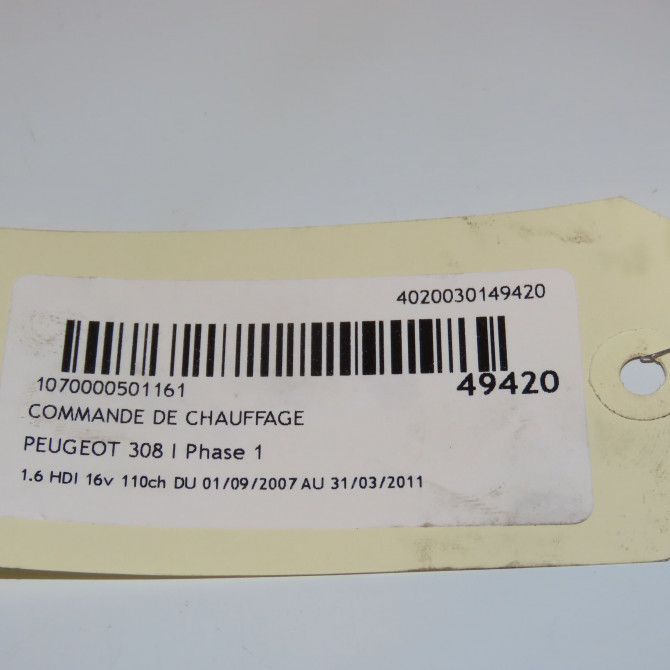 4020030149420
1070000501161
49420
COMMANDE DE CHAUFFAGE
PEUGEOT 308 I Phase 1
1.6 HDI 16v 110ch DU 01/09/2007 AU 31/03/2011